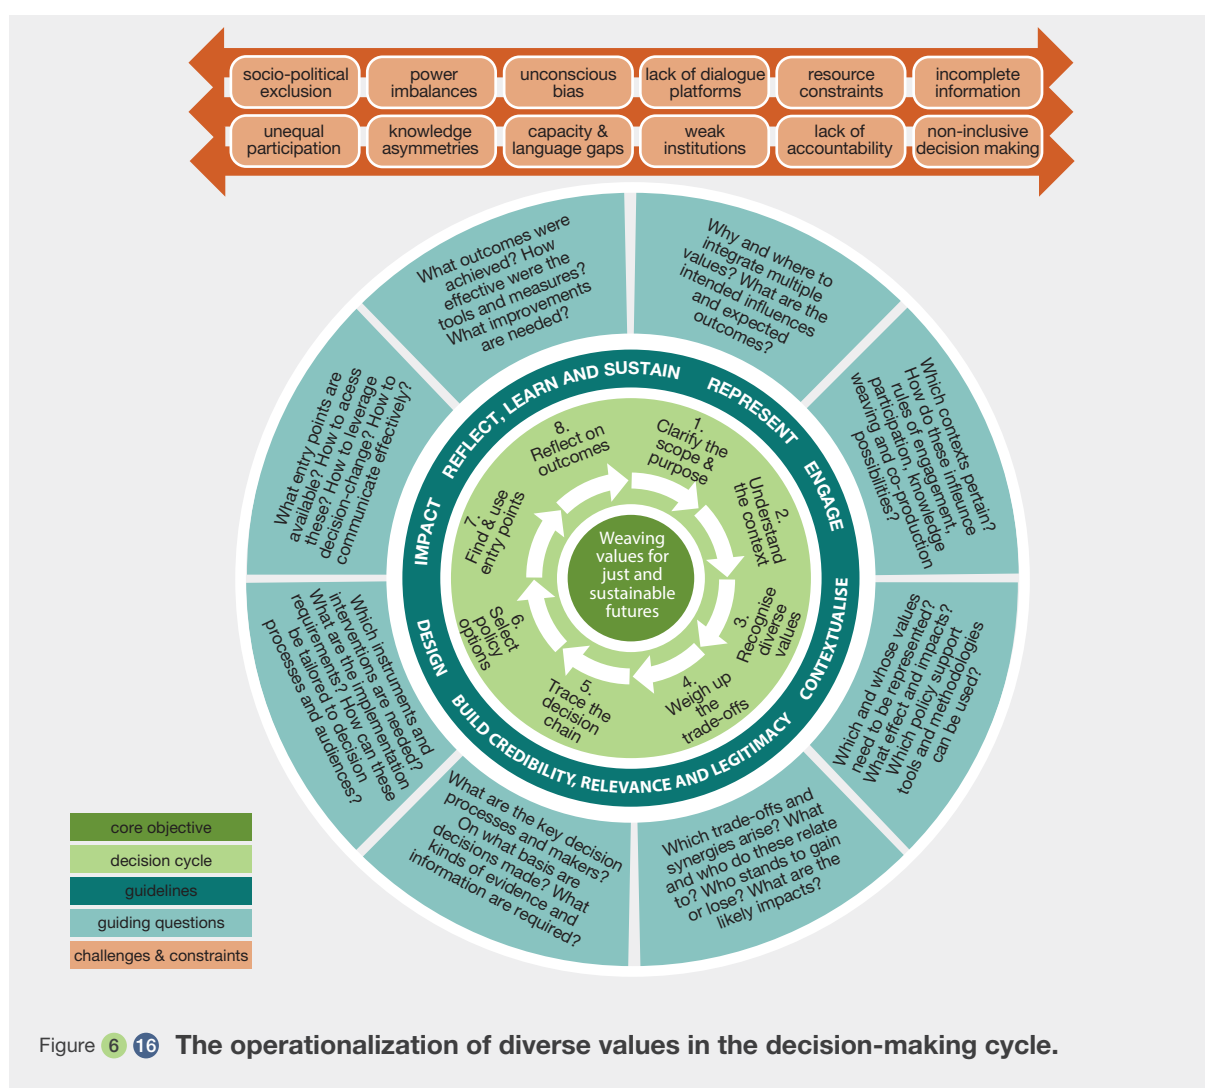 socio-political
exclusion
power
imbalances
unconscious
bias
lack of dialogue
platforms
resource
constraints
incomplete
information
unequal
participation
knowledge
asymmetries
capacity &
language gaps
weak
institutions
lack of
accountability
non-inclusive
decision making
Why and where to
integrate multiple
values? What are the
intended influences
and expected
outcomes?
Which contexts pertain?
How do these influence
rules of engagement,
participation, knowledge
weaving and co-production
possibilities?
Which and whose values
need to be represented?
What effect and impacts?
Which policy support
tools and methodologies
can be used?
Which trade-offs and
synergies arise? What
and who do these relate
to? Who stands to gain
or lose? What are the
likely impacts?
What are the key decision
processes and makers?
On what basis are
decisions made? What
kinds of evidence and
information are required?
Which instruments and
interventions are needed?
What are the implementation
requirements? How can these
be tailored to decision
processes and audiences?
What entry points are
available? How to acess
these? How to leverage
decision-change? How to
communicate effectively?
What outcomes were
achieved? How
effective were the
tools and measures?
What improvements
are needed?
REPRESENT
ENGAGE
CONTEXTUALISE
BUILD CREDIBILITY, RELEVANCE AND LEGITIMACY
DESIGN
IMPACT
REFLECT, LEARN AND SUSTAIN
1.
Clarify the
scope &
purpose
2.
Understand
the context
3.
Recognise
diverse
values
4.
Weigh up
the
trade-offs
5.
Trace the
decision
chain
6.
Select
policy
options
7.
Find & use
entry points
8.
Reflect on
outcomes
Weaving
values for
just and
sustainable
futures
core objective
decision cycle
guidelines
guiding questions
challenges & constraints
Figure 6 16 The operationalization of diverse values in the decision-making cycle.